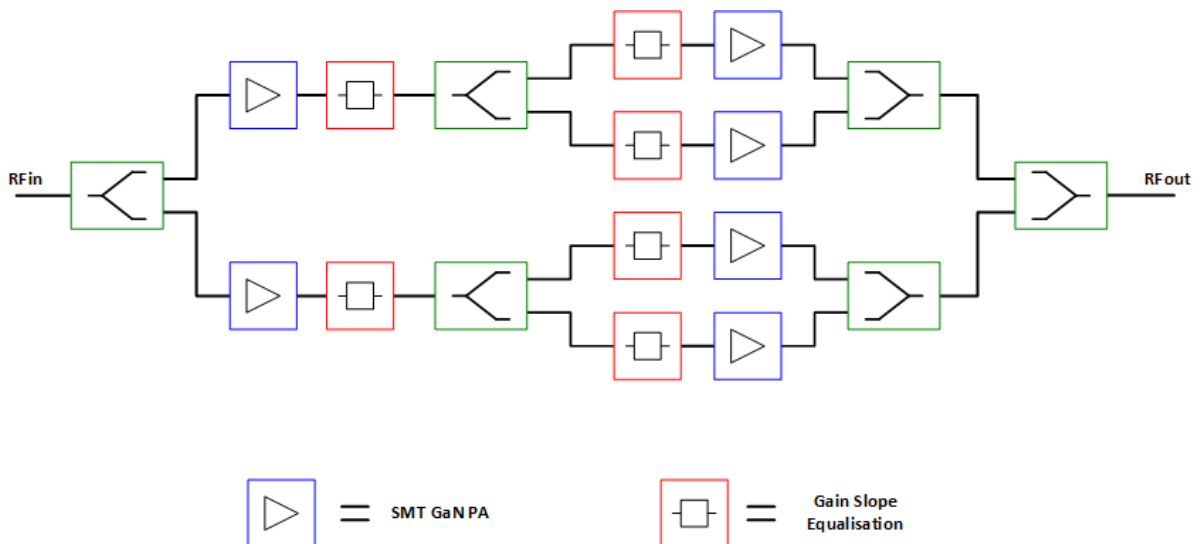 RFin
RFout
SMT GaN PA
Gain Slope
Equalisation